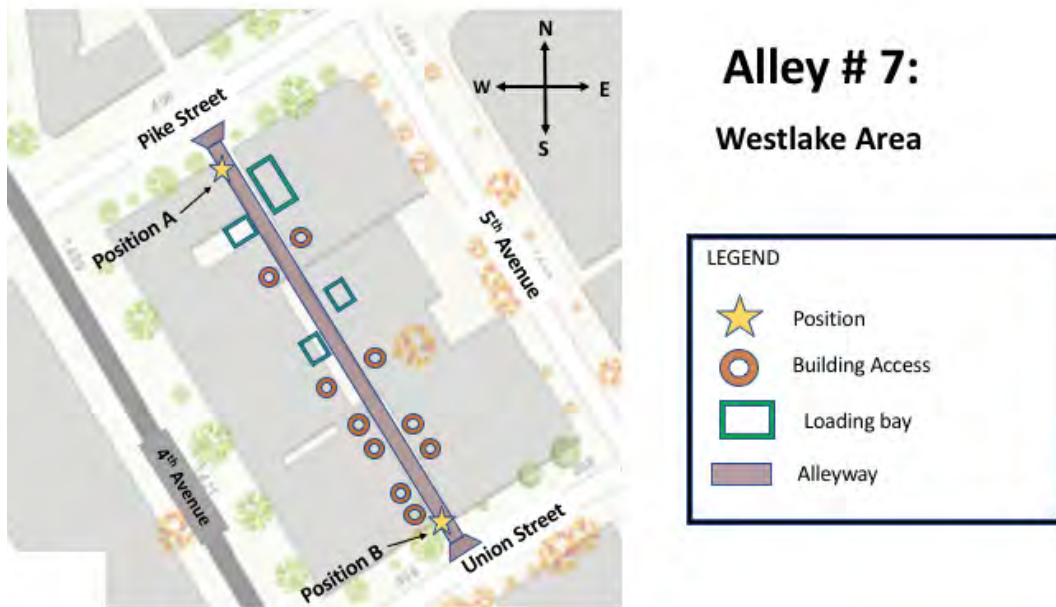 Alley # 7:
Westlake Area
N
W
E
S
Pike Street
Position A
5th Avenue
4th Avenue
Position B
Union Street
LEGEND
Position
Building Access
Loading bay
Alleyway